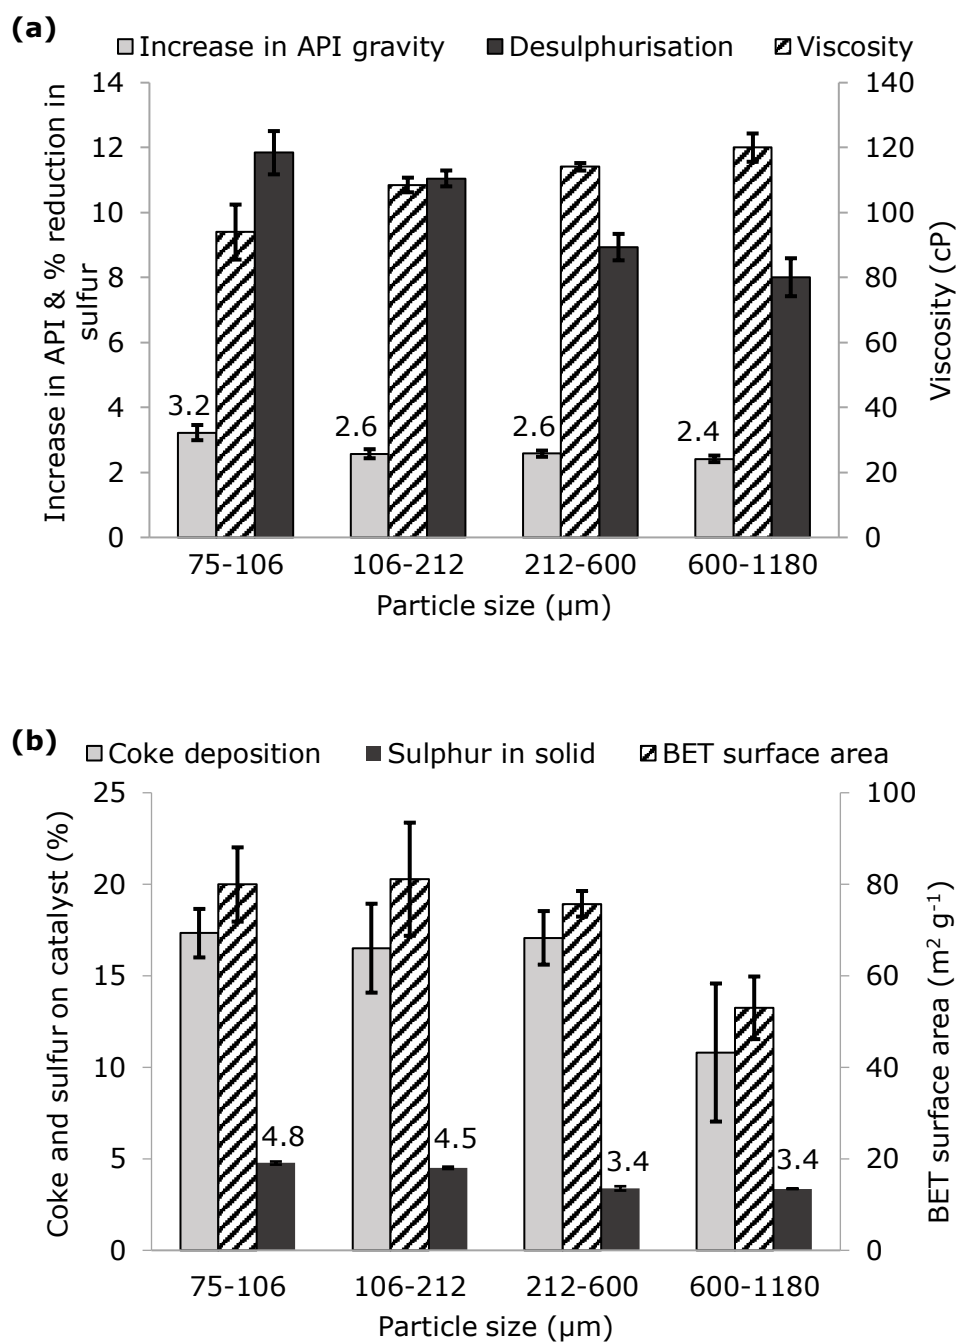 (a)
Increase in API gravity Desulphurisation Viscosity
Increase in API & % reduction in
sulfur
14
12
10
8
6
4
2
0
3.2
2.6
2.6
2.4
140
120
100
80
60
40
20
0
Viscosity (cP)
75-106 106-212 212-600 600-1180
Particle size (µm)
(b)
Coke deposition Sulphur in solid BET surface area
Coke and sulfur on catalyst (%)
25
20
15
10
5
0
4.8
4.5
3.4
3.4
100
80
60
40
20
0
BET surface area (m² g⁻¹)
75-106 106-212 212-600 600-1180
Particle size (µm)